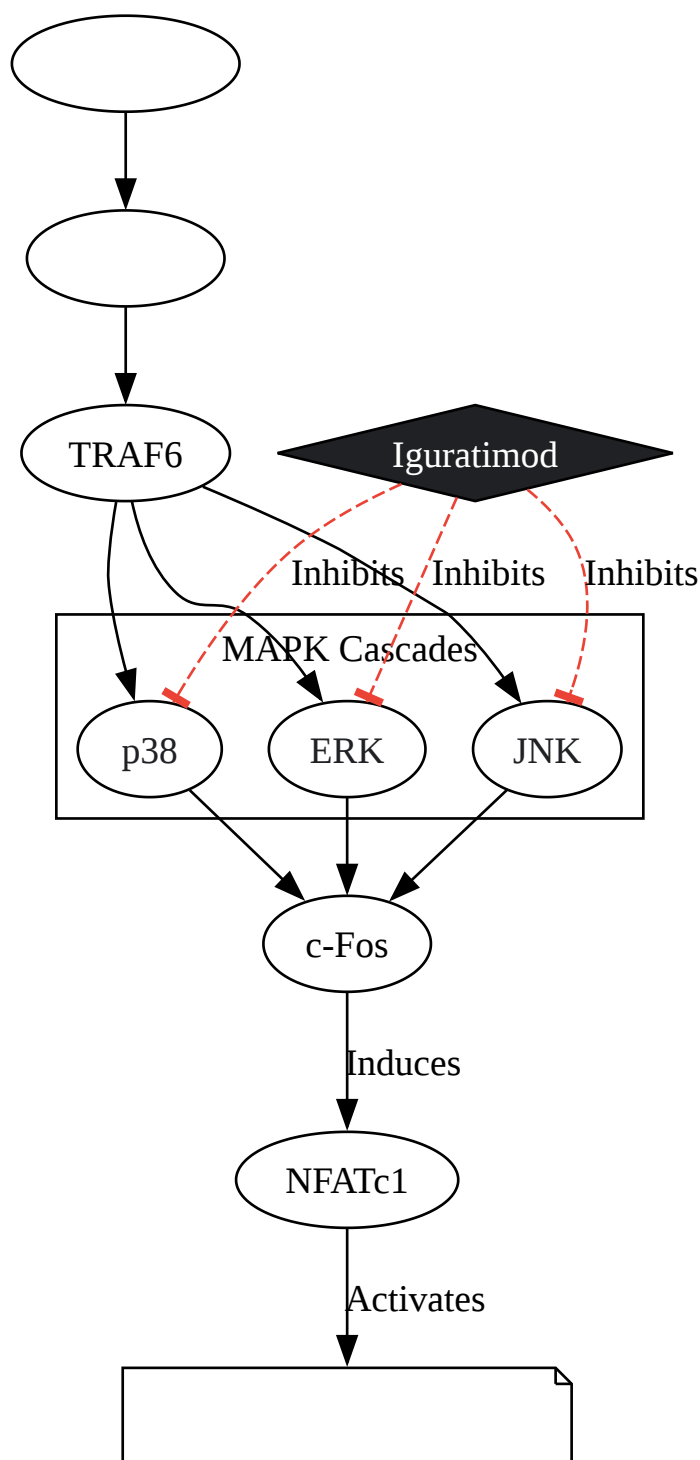 TRAF6
Iguratimod
Inhibits
Inhibits
Inhibits
MAPK Cascades
p38
ERK
JNK
c-Fos
Induces
NFATc1
Activates